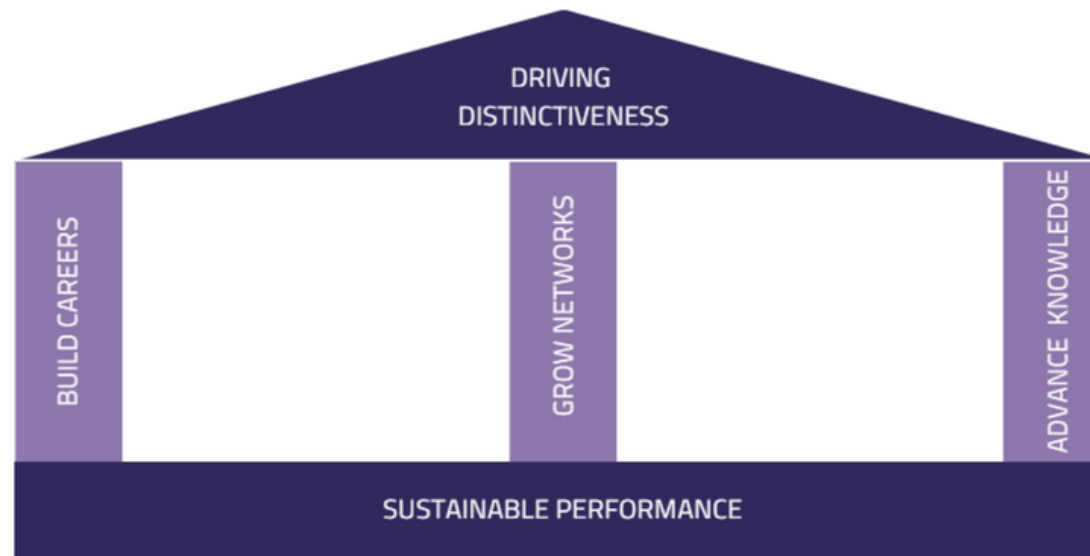 DRIVING
DISTINCTIVENESS
BUILD CAREERS
GROW NETWORKS
ADVANCE KNOWLEDGE
SUSTAINABLE PERFORMANCE